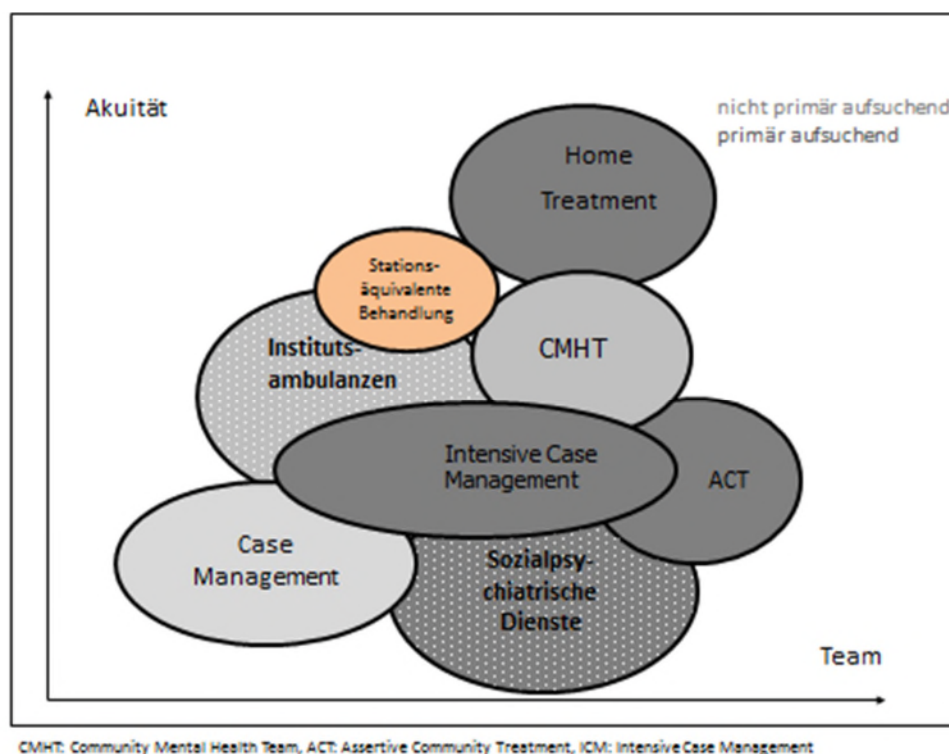 Akuität
nicht primär aufsuchend
primär aufsuchend
Home
Treatment
Stations-
äquivalente
Behandlung
Instituts-
ambulanzen
CMHT
Intensive Case
Management
ACT
Case
Management
Sozialpsy-
chiatrische
Dienste
Team
CMHT: Community Mental Health Team, ACT: Assertive Community Treatment, ICM: Intensive Case Management